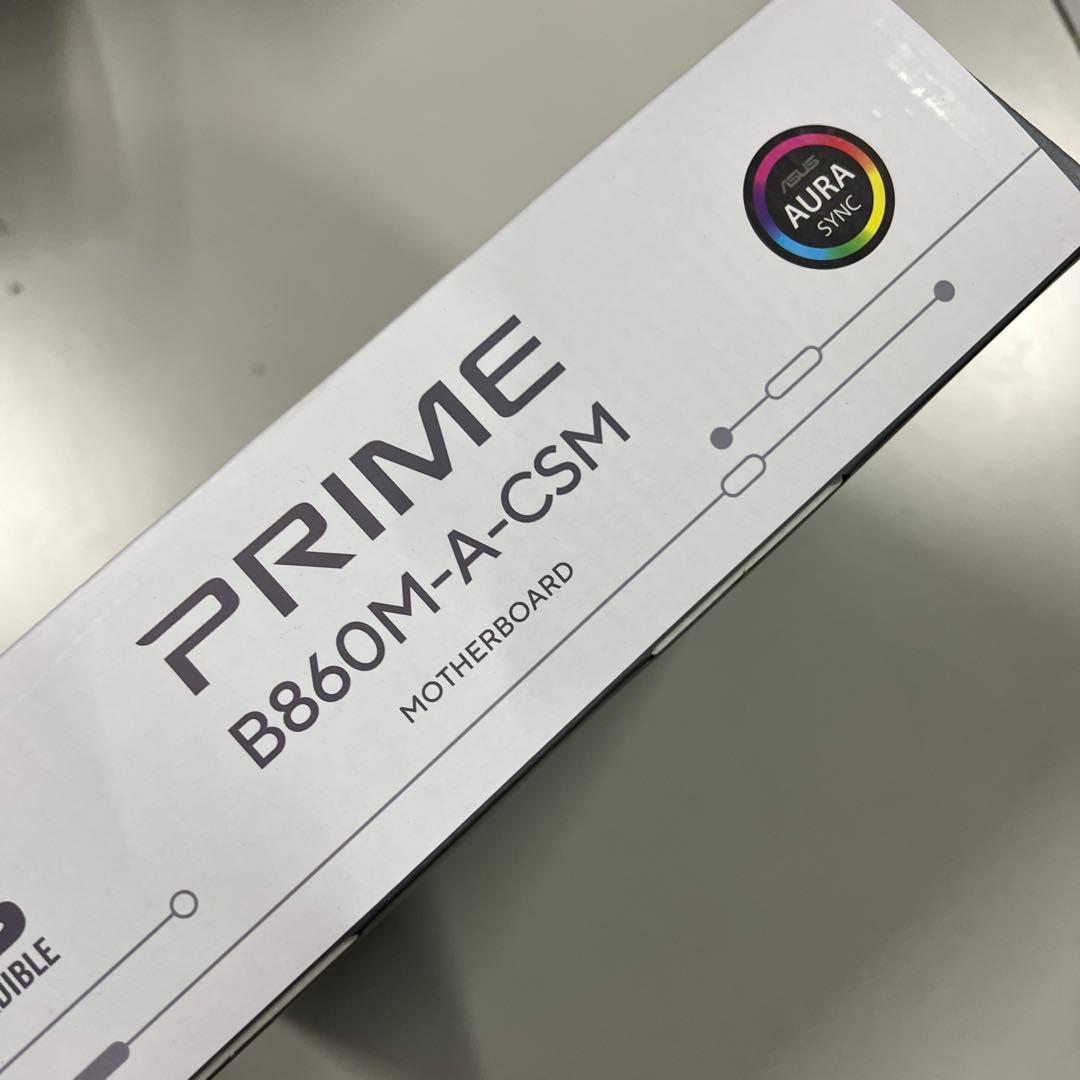 ASUS
AURA
SYNC
PRIME
B860M-A-CSM
MOTHERBOARD